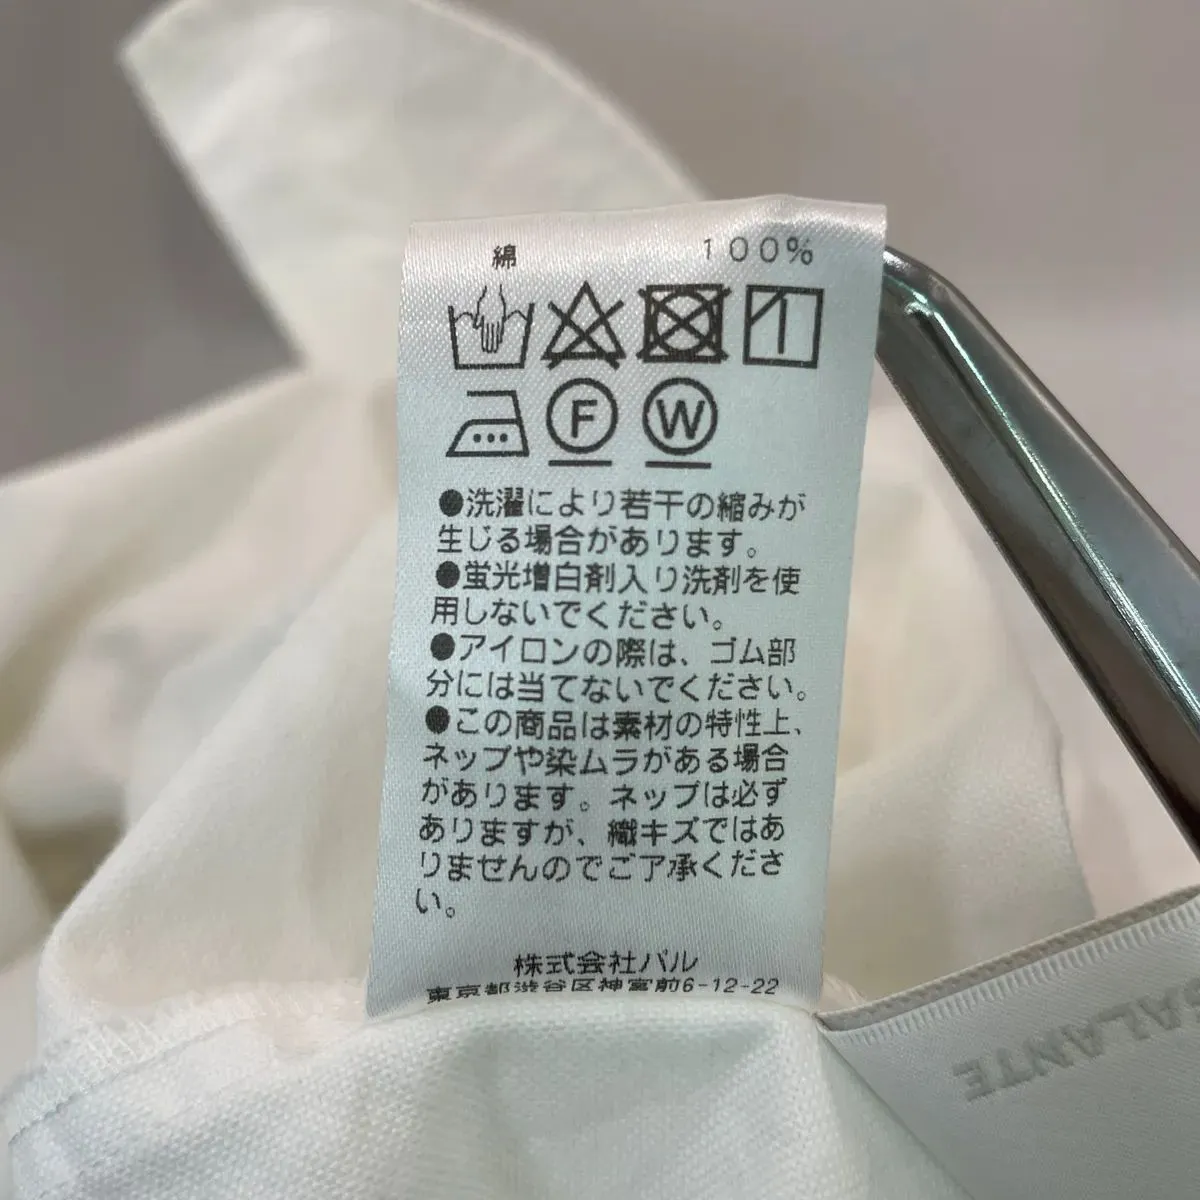 綿 100%
F W
●洗濯により若干の縮みが
生じる場合があります。
●蛍光増白剤入り洗剤を使
用しないでください。
●アイロンの際は、ゴム部
分には当てないでください。
●この商品は素材の特性上、
ネップや染ムラがある場合
があります。ネップは必ず
ありますが、織キズではあ
りませんのでご了承くださ
い。
株式会社パル
東京都渋谷区神宮前6-12-22
GALANTE